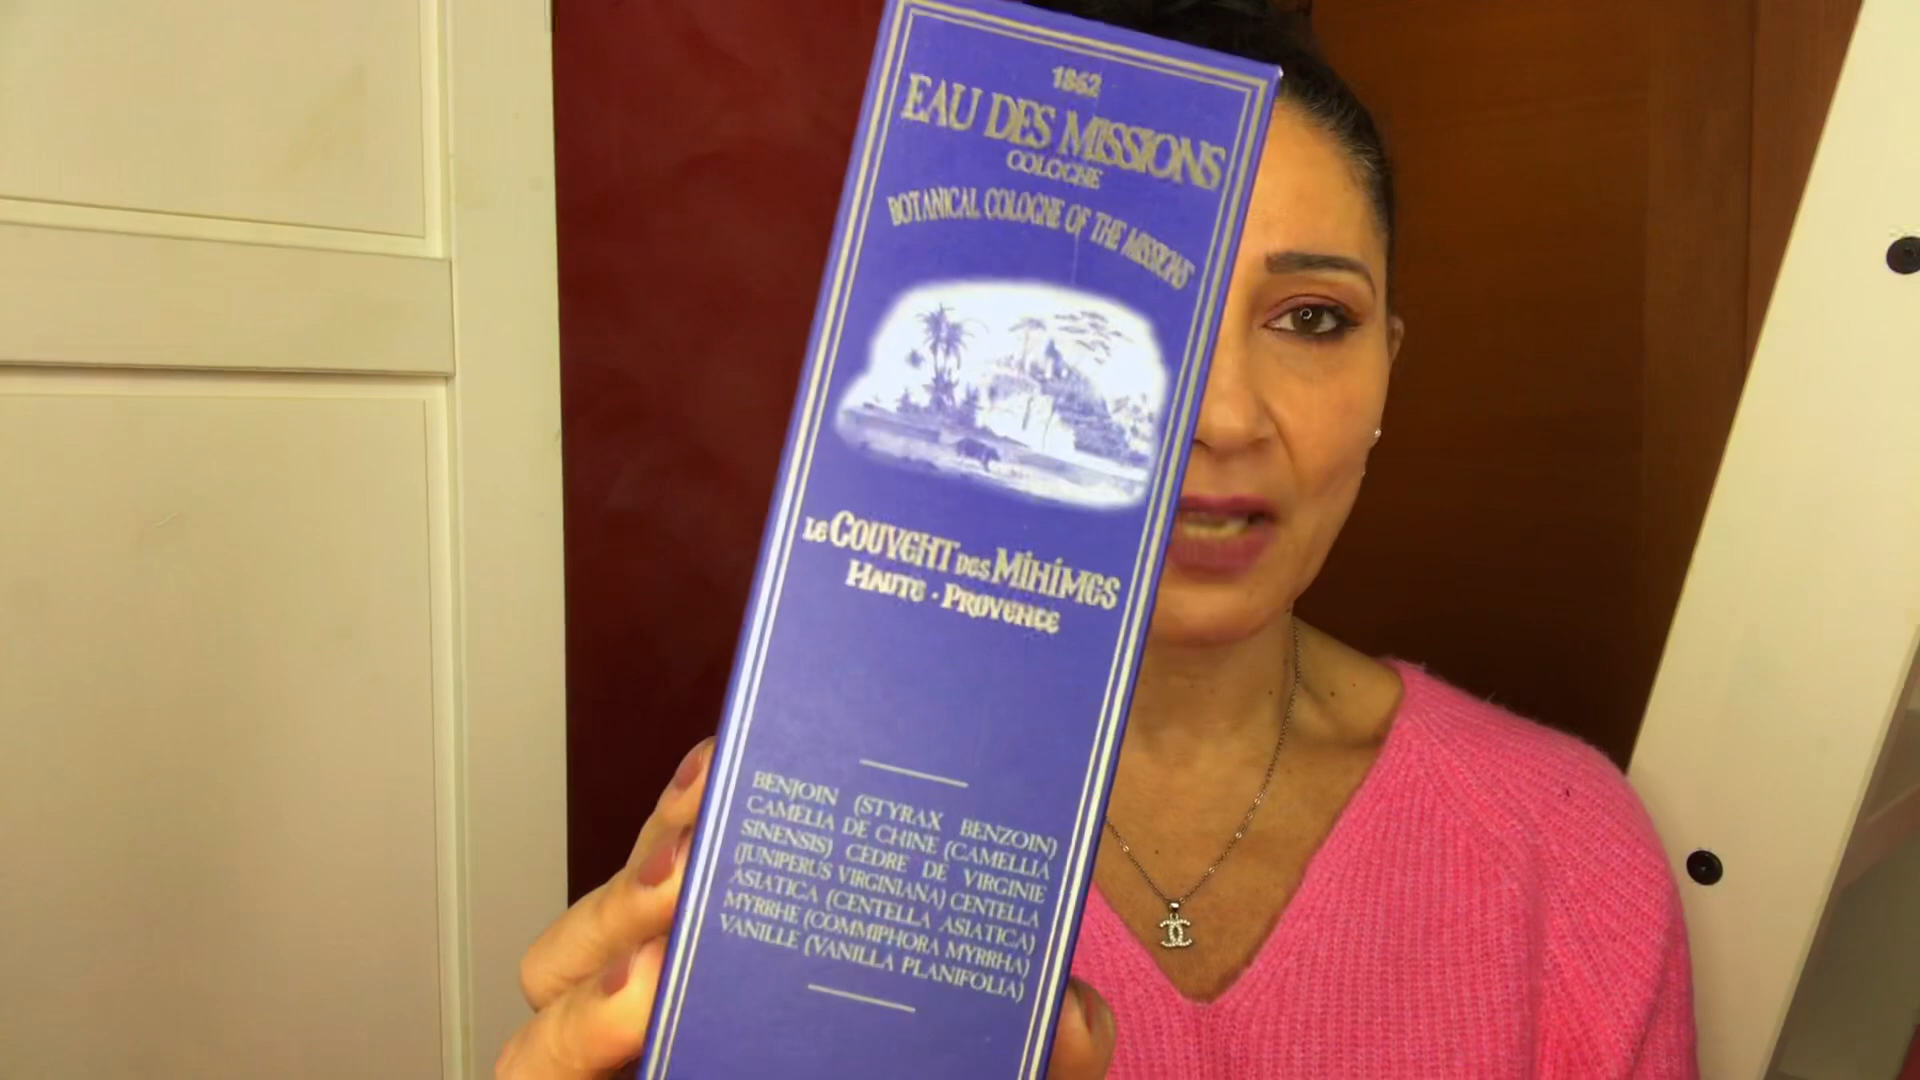 1862
EAU DES MISSIONS
COLOGNE
BOTANICAL COLOGNE OF THE MISSIONS
LE COUVENT DES MINIMES
HAUTE · PROVENCE
BENJOIN (STYRAX BENZOIN)
CAMELIA DE CHINE (CAMELLIA
SINENSIS) CEDRE DE VIRGINIE
(JUNIPERUS VIRGINIANA) CENTELLA
ASIATICA (CENTELLA ASIATICA)
MYRRHE (COMMIPHORA MYRRHA)
VANILLE (VANILLA PLANIFOLIA)